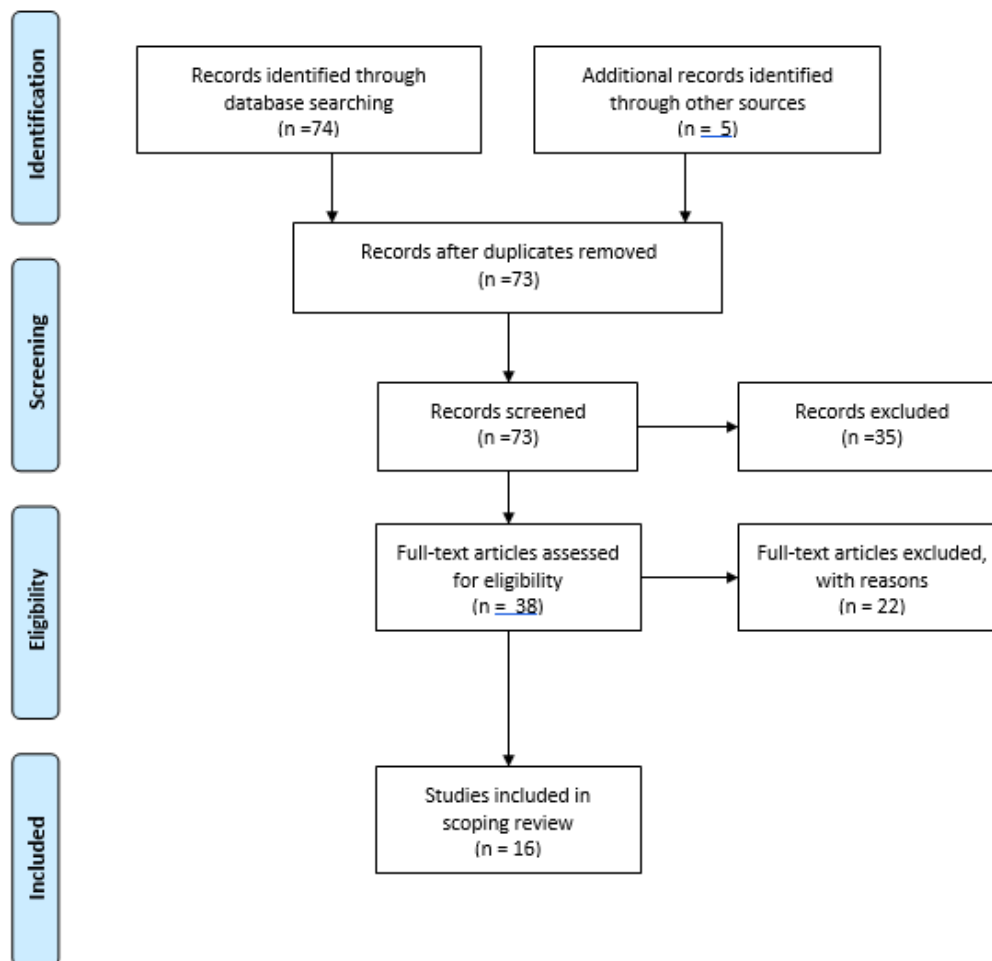 Identification
Records identified through
database searching
(n =74)
Additional records identified
through other sources
(n = 5)
Records after duplicates removed
(n =73)
Screening
Records screened
(n =73)
Records excluded
(n =35)
Eligibility
Full-text articles assessed
for eligibility
(n = 38)
Full-text articles excluded,
with reasons
(n = 22)
Included
Studies included in
scoping review
(n = 16)